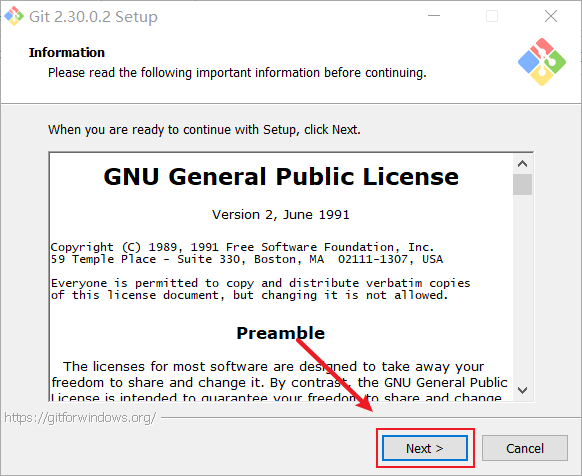 Git 2.30.0.2 Setup
Information
Please read the following important information before continuing.
When you are ready to continue with Setup, click Next.
GNU General Public License
Version 2, June 1991
Copyright (C) 1989, 1991 Free Software Foundation, Inc.
59 Temple Place - Suite 330, Boston, MA  02111-1307, USA
Everyone is permitted to copy and distribute verbatim copies
of this license document, but changing it is not allowed.
Preamble
The licenses for most software are designed to take away your
freedom to share and change it. By contrast, the GNU General Public
License is intended to guarantee your freedom to share and change
https://gitforwindows.org/
Next >
Cancel